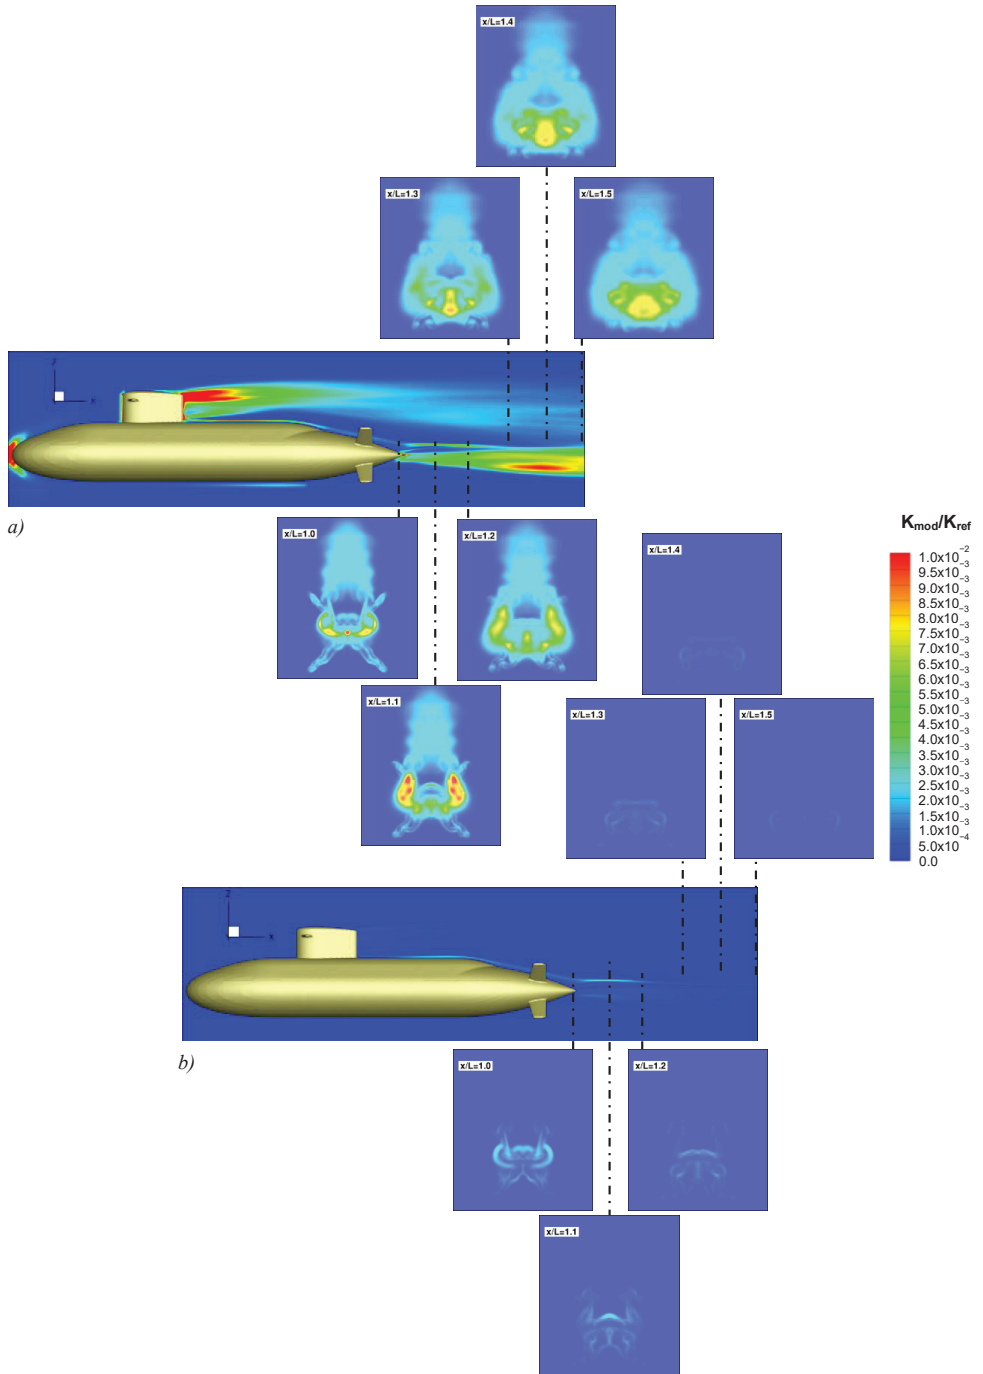 x/L=1.4
x/L=1.3
x/L=1.5
Z
X
a)
x/L=1.0
x/L=1.2
x/L=1.1
K_mod/K_ref
1.0x10^-2
9.5x10^-3
9.0x10^-3
8.5x10^-3
8.0x10^-3
7.5x10^-3
7.0x10^-3
6.5x10^-3
6.0x10^-3
5.5x10^-3
5.0x10^-3
4.5x10^-3
4.0x10^-3
3.5x10^-3
3.0x10^-3
2.5x10^-3
2.0x10^-3
1.5x10^-3
1.0x10^-3
5.0x10^-4
0.0
x/L=1.4
x/L=1.3
x/L=1.5
Z
X
b)
x/L=1.0
x/L=1.2
x/L=1.1